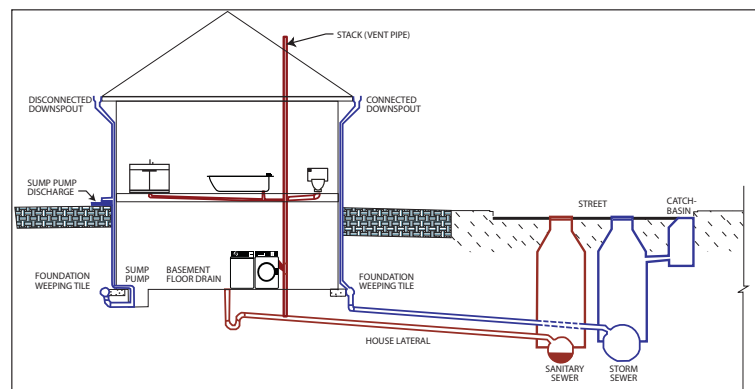 STACK (VENT PIPE)
DISCONNECTED
DOWNSPOUT
CONNECTED
DOWNSPOUT
SUMP PUMP
DISCHARGE
STREET
CATCH-
BASIN
FOUNDATION
WEEPING TILE
SUMP
PUMP
BASEMENT
FLOOR DRAIN
FOUNDATION
WEEPING TILE
HOUSE LATERAL
SANITARY
SEWER
STORM
SEWER